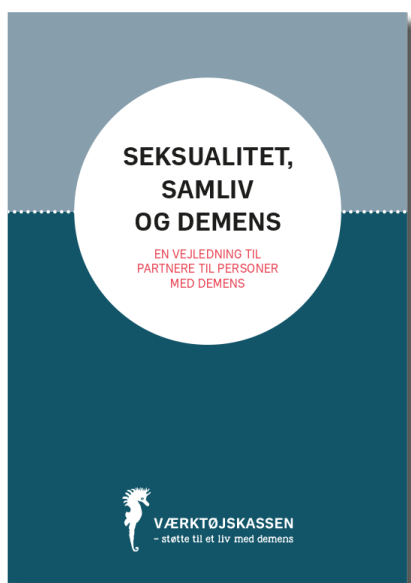 SEKSUALITET,
SAMLIV
OG DEMENS
EN VEJLEDNING TIL
PARTNERE TIL PERSONER
MED DEMENS
VÆRKTØJSKASSEN
– støtte til et liv med demens